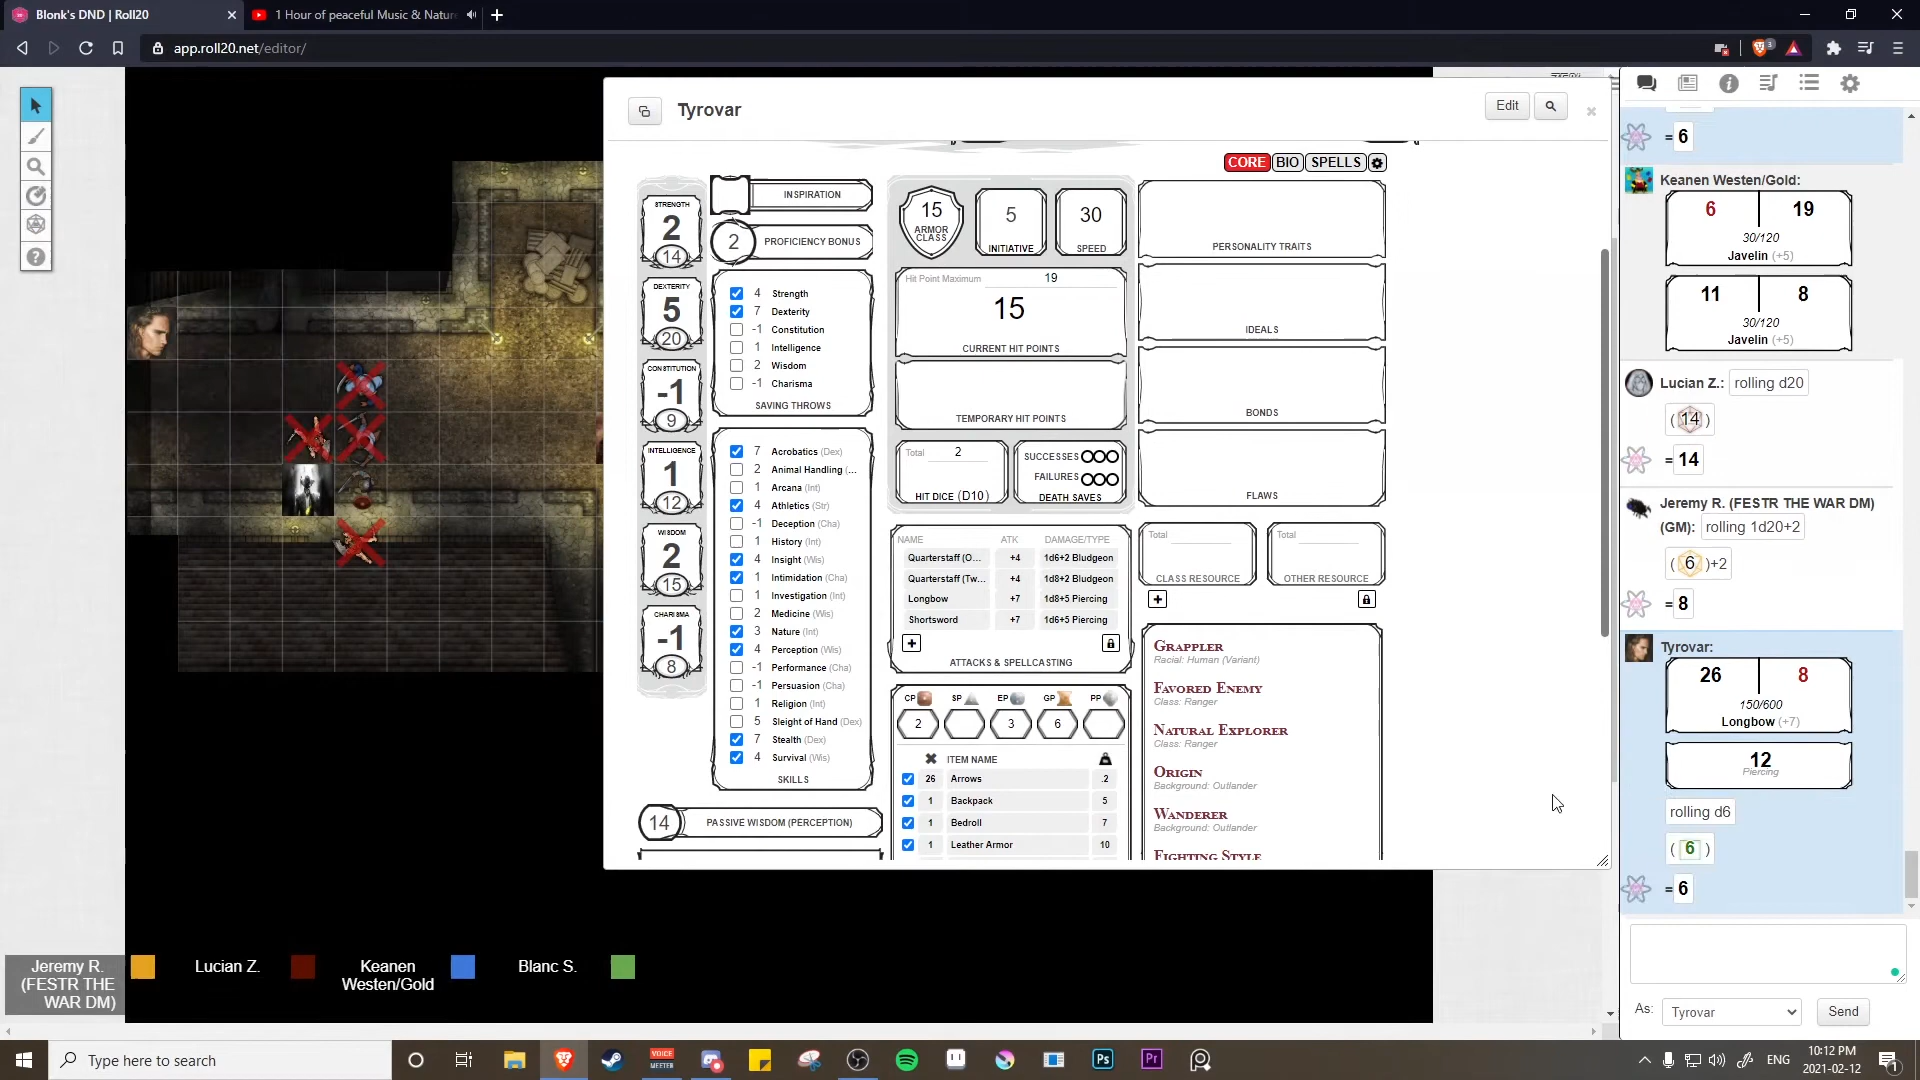 Blonk's DND | Roll20
1 Hour of peaceful Music & Natur
app.roll20.net/editor/
Tyrovar
Edit
CORE BIO SPELLS
STRENGTH
2
14
DEXTERITY
5
20
CONSTITUTION
-1
9
INTELLIGENCE
1
12
WISDOM
2
15
CHARISMA
-1
8
INSPIRATION
2 PROFICIENCY BONUS
4 Strength
7 Dexterity
-1 Constitution
1 Intelligence
2 Wisdom
-1 Charisma
SAVING THROWS
7 Acrobatics (Dex)
2 Animal Handling (...
1 Arcana (Int)
4 Athletics (Str)
-1 Deception (Cha)
1 History (Int)
4 Insight (Wis)
1 Intimidation (Cha)
1 Investigation (Int)
2 Medicine (Wis)
3 Nature (Int)
4 Perception (Wis)
-1 Performance (Cha)
-1 Persuasion (Cha)
1 Religion (Int)
5 Sleight of Hand (Dex)
7 Stealth (Dex)
4 Survival (Wis)
SKILLS
14 PASSIVE WISDOM (PERCEPTION)
15
ARMOR
CLASS
5
INITIATIVE
30
SPEED
Hit Point Maximum 19
15
CURRENT HIT POINTS
TEMPORARY HIT POINTS
Total 2
HIT DICE (D10)
SUCCESSES
FAILURES
DEATH SAVES
NAME ATK DAMAGE/TYPE
Quarterstaff (O... +4 1d6+2 Bludgeon
Quarterstaff (Tw... +4 1d8+2 Bludgeon
Longbow +7 1d8+5 Piercing
Shortsword +7 1d6+5 Piercing
ATTACKS & SPELLCASTING
CP SP EP GP PP
2 3 6
ITEM NAME
26 Arrows .2
1 Backpack 5
1 Bedroll 7
1 Leather Armor 10
PERSONALITY TRAITS
IDEALS
BONDS
FLAWS
Total
CLASS RESOURCE
Total
OTHER RESOURCE
GRAPPLER
Racial: Human (Variant)
FAVORED ENEMY
Class: Ranger
NATURAL EXPLORER
Class: Ranger
ORIGIN
Background: Outlander
WANDERER
Background: Outlander
FIGHTING STYLE
=6
Keanen Westen/Gold:
6 19
30/120
Javelin (+5)
11 8
30/120
Javelin (+5)
Lucian Z.: rolling d20
(14)
=14
Jeremy R. (FESTR THE WAR DM)
(GM): rolling 1d20+2
(6)+2
=8
Tyrovar:
26 8
150/600
Longbow (+7)
12
Piercing
rolling d6
(6)
=6
As: Tyrovar Send
Jeremy R.
(FESTR THE
WAR DM)
Lucian Z.
Keanen
Westen/Gold
Blanc S.
Type here to search
VOICE
MEETER
Ps
Pr
ENG
10:12 PM
2021-02-12